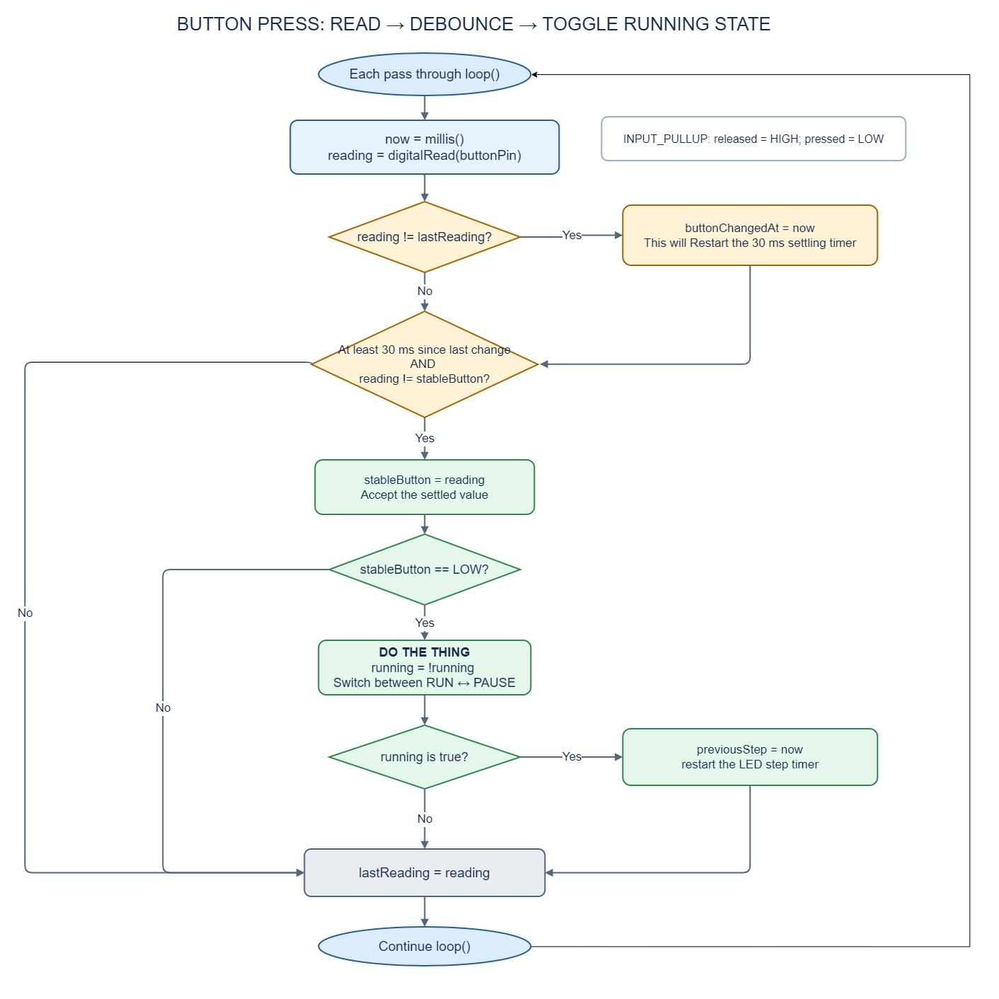 BUTTON PRESS: READ → DEBOUNCE → TOGGLE RUNNING STATE
Each pass through loop()
now = millis()
reading = digitalRead(buttonPin)
INPUT_PULLUP: released = HIGH; pressed = LOW
reading != lastReading?
Yes
buttonChangedAt = now
This will Restart the 30 ms settling timer
No
At least 30 ms since last change
AND
reading != stableButton?
Yes
stableButton = reading
Accept the settled value
stableButton == LOW?
No
Yes
DO THE THING
running = !running
Switch between RUN ↔ PAUSE
No
running is true?
Yes
previousStep = now
restart the LED step timer
No
lastReading = reading
Continue loop()